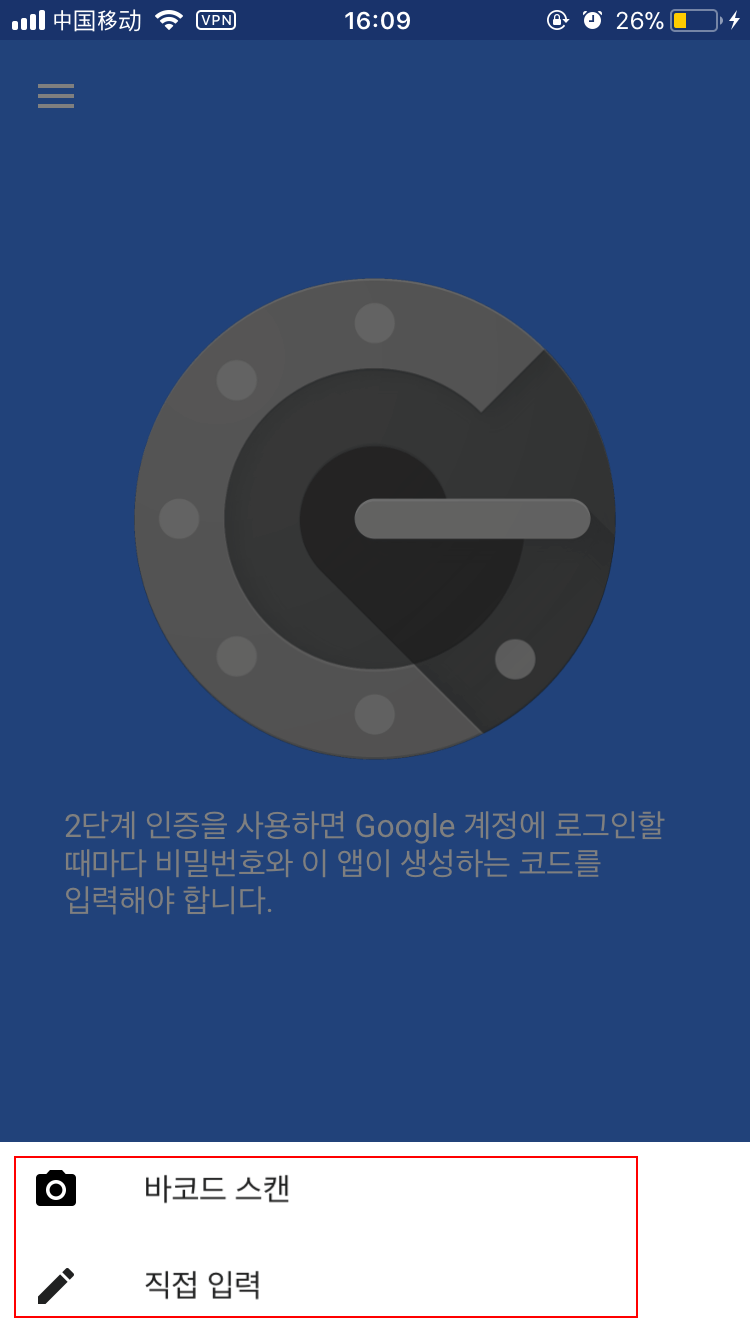 中国移动 VPN 16:09 26%
2단계 인증을 사용하면 Google 계정에 로그인할
때마다 비밀번호와 이 앱이 생성하는 코드를
입력해야 합니다.
바코드 스캔
직접 입력